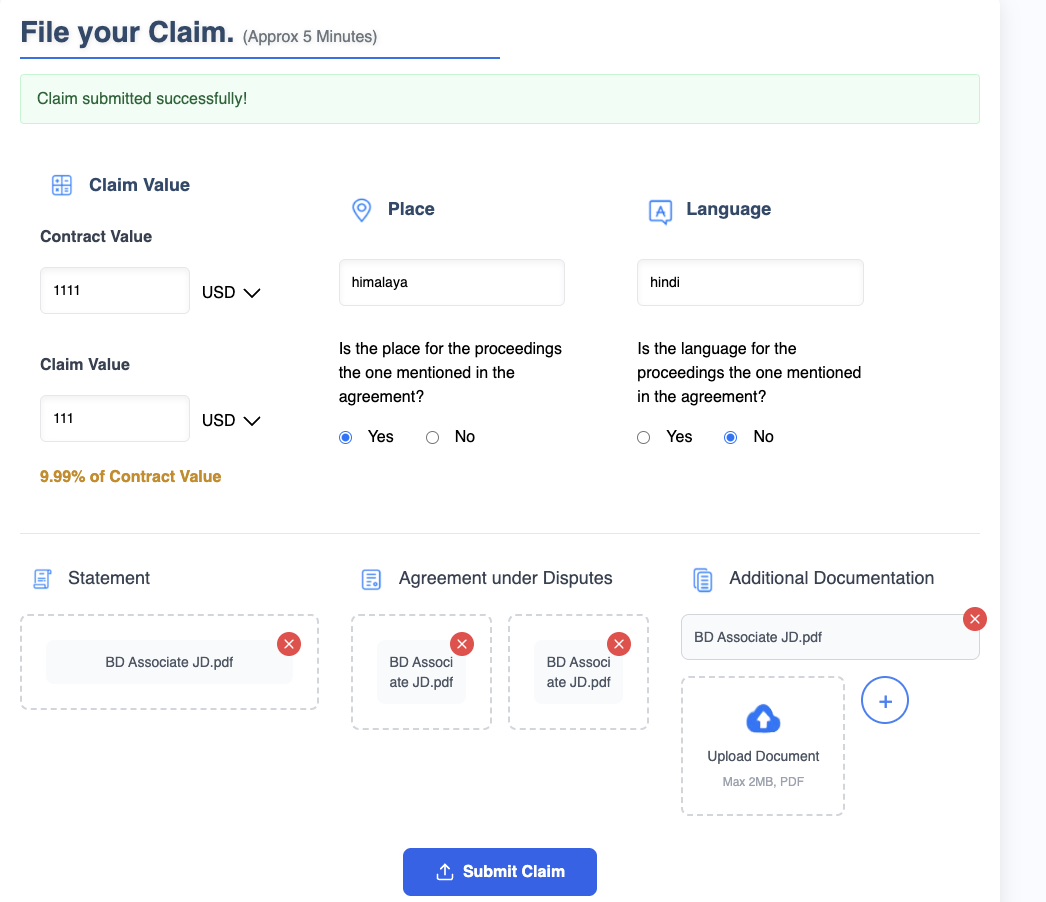 File your Claim. (Approx 5 Minutes)
Claim submitted successfully!
Claim Value
Contract Value
1111
USD
Claim Value
111
USD
9.99% of Contract Value
Place
himalaya
Is the place for the proceedings
the one mentioned in the
agreement?
Yes No
Language
hindi
Is the language for the
proceedings the one mentioned
in the agreement?
Yes No
Statement
BD Associate JD.pdf
Agreement under Disputes
BD Associ
ate JD.pdf
BD Associ
ate JD.pdf
Additional Documentation
BD Associate JD.pdf
Upload Document
Max 2MB, PDF
Submit Claim